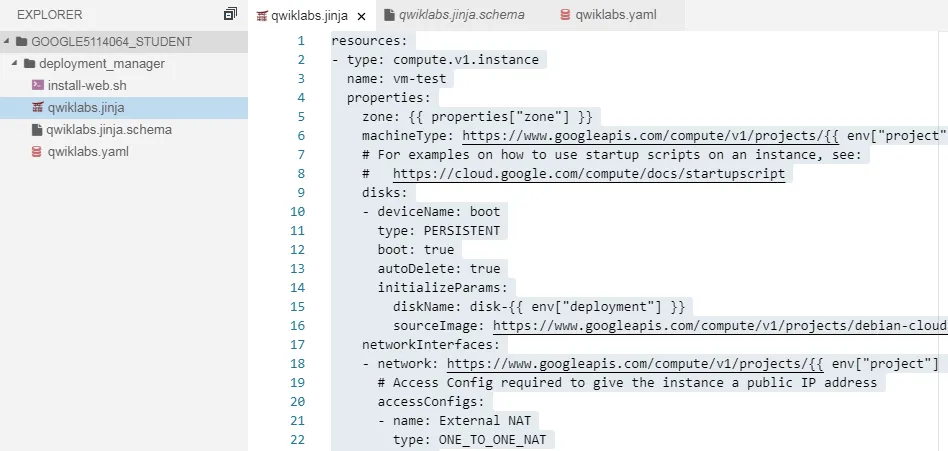 EXPLORER
GOOGLE5114064_STUDENT
deployment_manager
install-web.sh
qwiklabs.jinja
qwiklabs.jinja.schema
qwiklabs.yaml
qwiklabs.jinja x qwiklabs.jinja.schema qwiklabs.yaml
1 resources:
2 - type: compute.v1.instance
3 name: vm-test
4 properties:
5 zone: {{ properties["zone"] }}
6 machineType: https://www.googleapis.com/compute/v1/projects/{{ env["project"
7 # For examples on how to use startup scripts on an instance, see:
8 # https://cloud.google.com/compute/docs/startupscript
9 disks:
10 - deviceName: boot
11 type: PERSISTENT
12 boot: true
13 autoDelete: true
14 initializeParams:
15 diskName: disk-{{ env["deployment"] }}
16 sourceImage: https://www.googleapis.com/compute/v1/projects/debian-cloud
17 networkInterfaces:
18 - network: https://www.googleapis.com/compute/v1/projects/{{ env["project"]
19 # Access Config required to give the instance a public IP address
20 accessConfigs:
21 - name: External NAT
22 type: ONE_TO_ONE_NAT